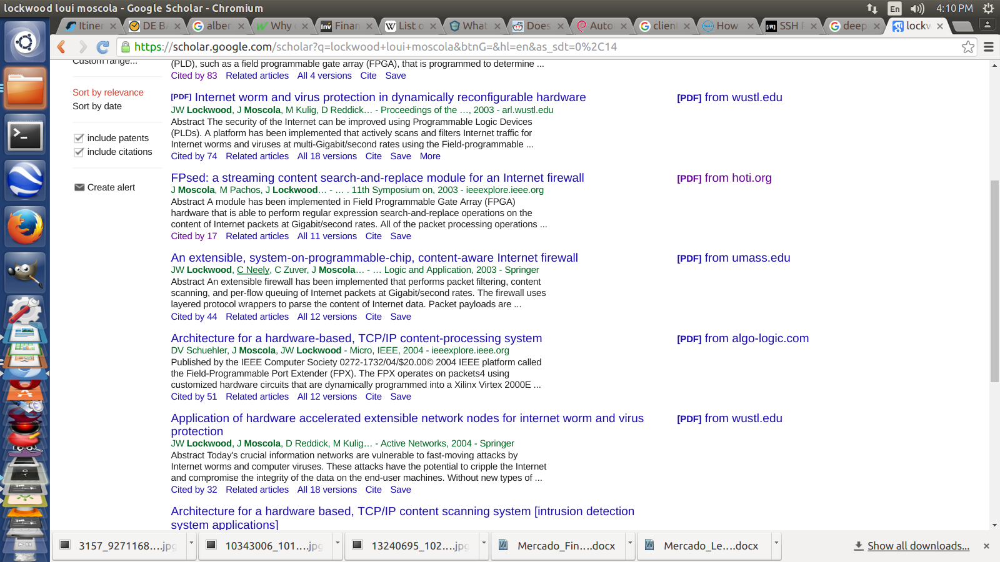 lockwood loui moscola - Google Scholar - Chromium
En
4:10 PM
Itiner
DE B
alber
Why
Finan
List o
What
Does
Auto
client
How
SSH
deep
lockw
https://scholar.google.com/scholar?q=lockwood+loui+moscola&btnG=&hl=en&as_sdt=0%2C14
Custom range...
Sort by relevance
Sort by date
include patents
include citations
Create alert
(PLD), such as a field programmable gate array (FPGA), that is programmed to determine ...
Cited by 83 Related articles All 4 versions Cite Save
[PDF] Internet worm and virus protection in dynamically reconfigurable hardware
[PDF] from wustl.edu
JW Lockwood, J Moscola, M Kulig, D Reddick… - Proceedings of the …, 2003 - arl.wustl.edu
Abstract The security of the Internet can be improved using Programmable Logic Devices
(PLDs). A platform has been implemented that actively scans and filters Internet traffic for
Internet worms and viruses at multi-Gigabit/second rates using the Field-programmable ...
Cited by 74 Related articles All 18 versions Cite Save More
FPsed: a streaming content search-and-replace module for an Internet firewall
[PDF] from hoti.org
J Moscola, M Pachos, J Lockwood… - … . 11th Symposium on, 2003 - ieeexplore.ieee.org
Abstract A module has been implemented in Field Programmable Gate Array (FPGA)
hardware that is able to perform regular expression search-and-replace operations on the
content of Internet packets at Gigabit/second rates. All of the packet processing operations ...
Cited by 17 Related articles All 11 versions Cite Save
An extensible, system-on-programmable-chip, content-aware Internet firewall
[PDF] from umass.edu
JW Lockwood, C Neely, C Zuver, J Moscola… - … Logic and Application, 2003 - Springer
Abstract An extensible firewall has been implemented that performs packet filtering, content
scanning, and per-flow queuing of Internet packets at Gigabit/second rates. The firewall uses
layered protocol wrappers to parse the content of Internet data. Packet payloads are ...
Cited by 44 Related articles All 12 versions Cite Save
Architecture for a hardware-based, TCP/IP content-processing system
[PDF] from algo-logic.com
DV Schuehler, J Moscola, JW Lockwood - Micro, IEEE, 2004 - ieeexplore.ieee.org
Published by the IEEE Computer Society 0272-1732/04/$20.00© 2004 IEEE platform called
the Field-Programmable Port Extender (FPX). The FPX operates on packets4 using
customized hardware circuits that are dynamically programmed into a Xilinx Virtex 2000E ...
Cited by 51 Related articles All 12 versions Cite Save
Application of hardware accelerated extensible network nodes for internet worm and virus
protection
[PDF] from wustl.edu
JW Lockwood, J Moscola, D Reddick, M Kulig… - Active Networks, 2004 - Springer
Abstract Today's crucial information networks are vulnerable to fast-moving attacks by
Internet worms and computer viruses. These attacks have the potential to cripple the Internet
and compromise the integrity of the data on the end-user machines. Without new types of ...
Cited by 32 Related articles All 18 versions Cite Save
Architecture for a hardware based, TCP/IP content scanning system [intrusion detection
system applications]
3157_9271168....jpg
10343006_101....jpg
13240695_102....jpg
Mercado_Fin....docx
Mercado_Le....docx
Show all downloads...